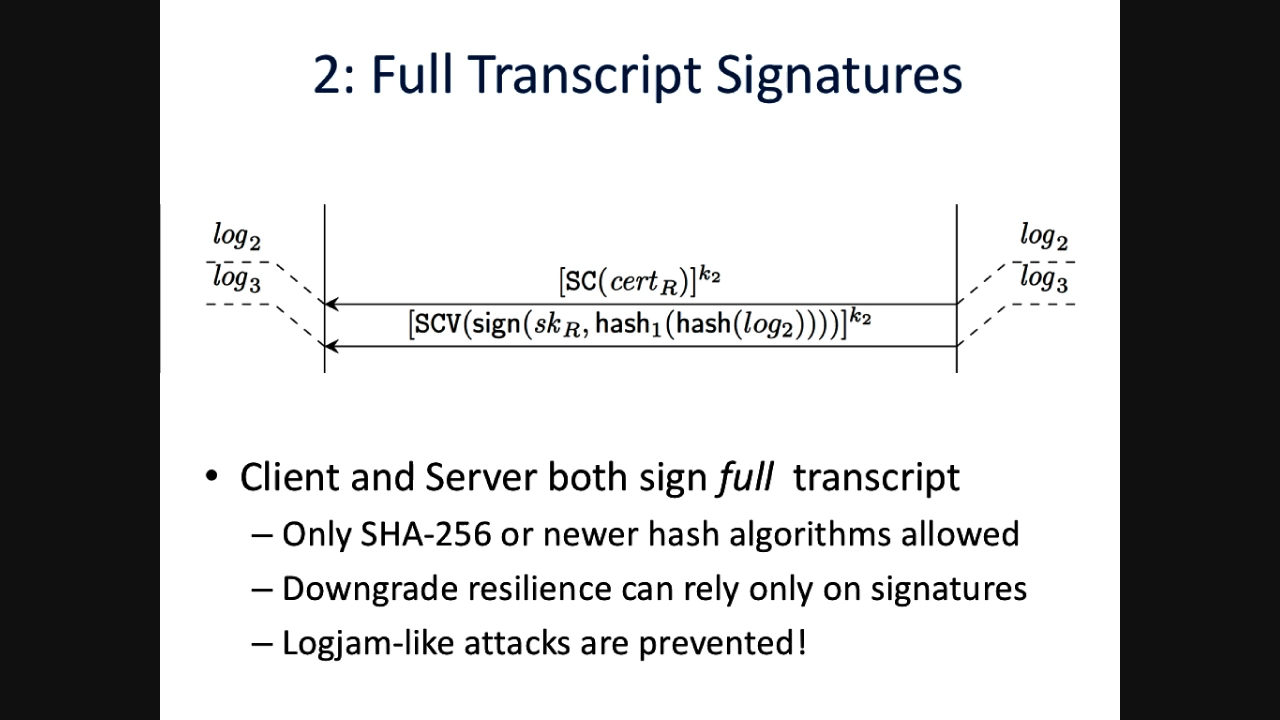 2: Full Transcript Signatures
log₂ log₂
[SC(cert_R)]^k₂
log₃ log₃
[SCV(sign(sk_R, hash₁(hash(log₂))))]^k₂
• Client and Server both sign full transcript
– Only SHA-256 or newer hash algorithms allowed
– Downgrade resilience can rely only on signatures
– Logjam-like attacks are prevented!